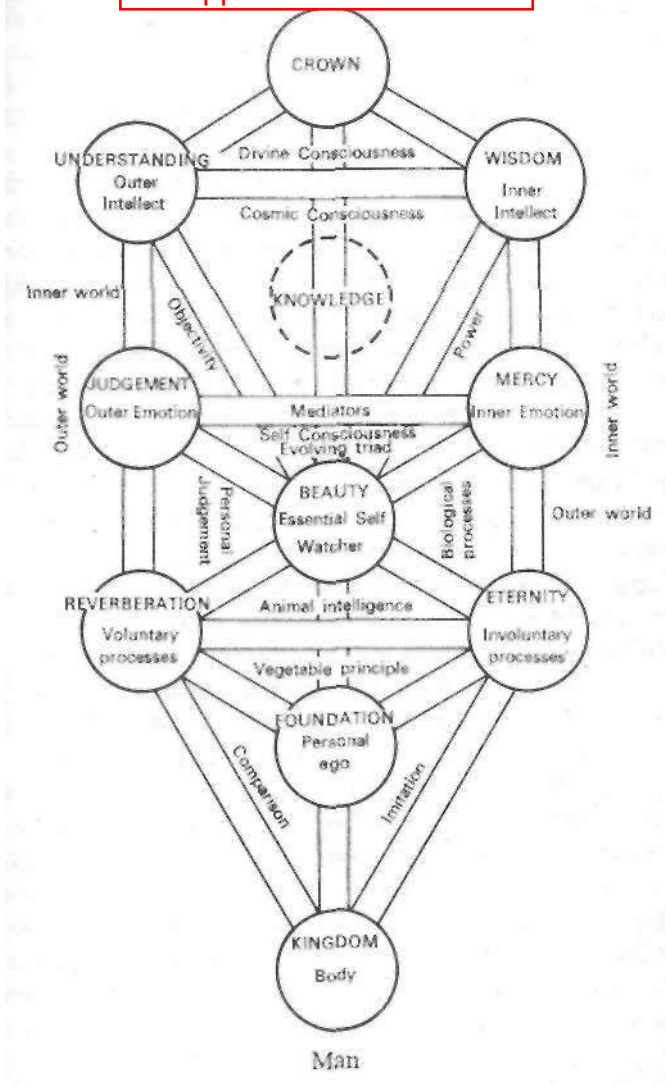 CROWN
Divine Consciousness
UNDERSTANDING
Outer
Intellect
WISDOM
Inner
Intellect
Cosmic Consciousness
Inner world
KNOWLEDGE
Objectivity
Power
Outer world
JUDGEMENT
Outer Emotion
Mediators
MERCY
Inner Emotion
Inner world
Self Consciousness
Evolving triad
Personal
Judgement
BEAUTY
Essential Self
Watcher
Biological
processes
Outer world
REVERBERATION
Voluntary
processes
Animal intelligence
ETERNITY
Involuntary
processes
Vegetable principle
FOUNDATION
Personal
ego
Comparison
Imitation
KINGDOM
Body
Man